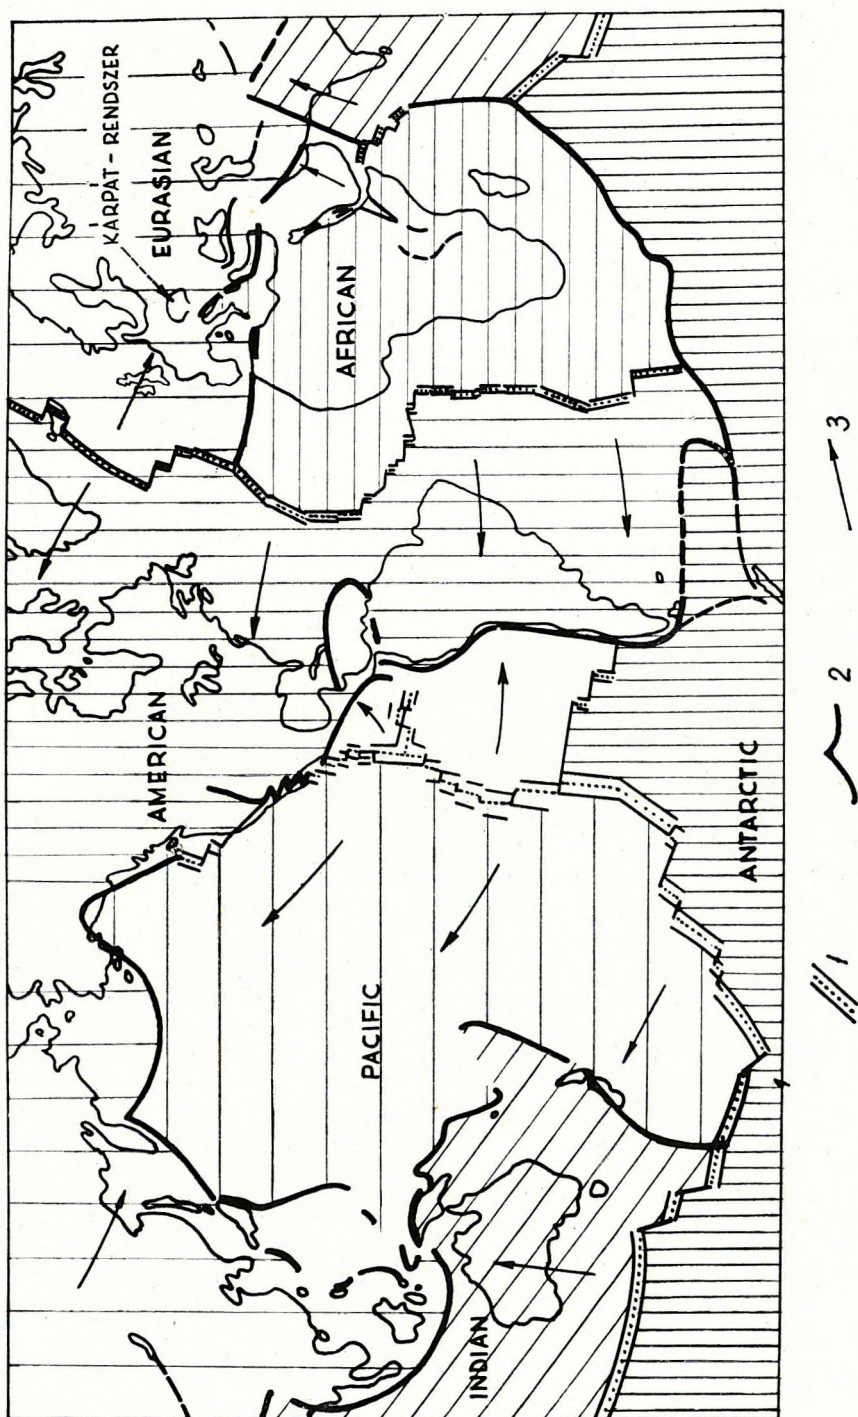 KÁRPÁT-RENDSZER
EURASIAN
AMERICAN
AFRICAN
PACIFIC
INDIAN
ANTARCTIC
1
2
3